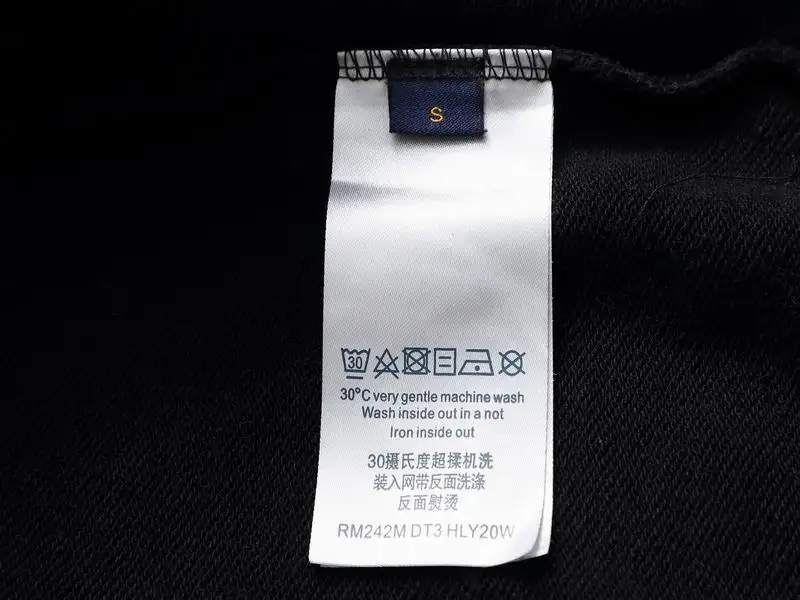 S
30
30°C very gentle machine wash
Wash inside out in a not
Iron inside out
30摄氏度超揉机洗
装入网带反面洗涤
反面熨烫
RM242M DT3 HLY20W